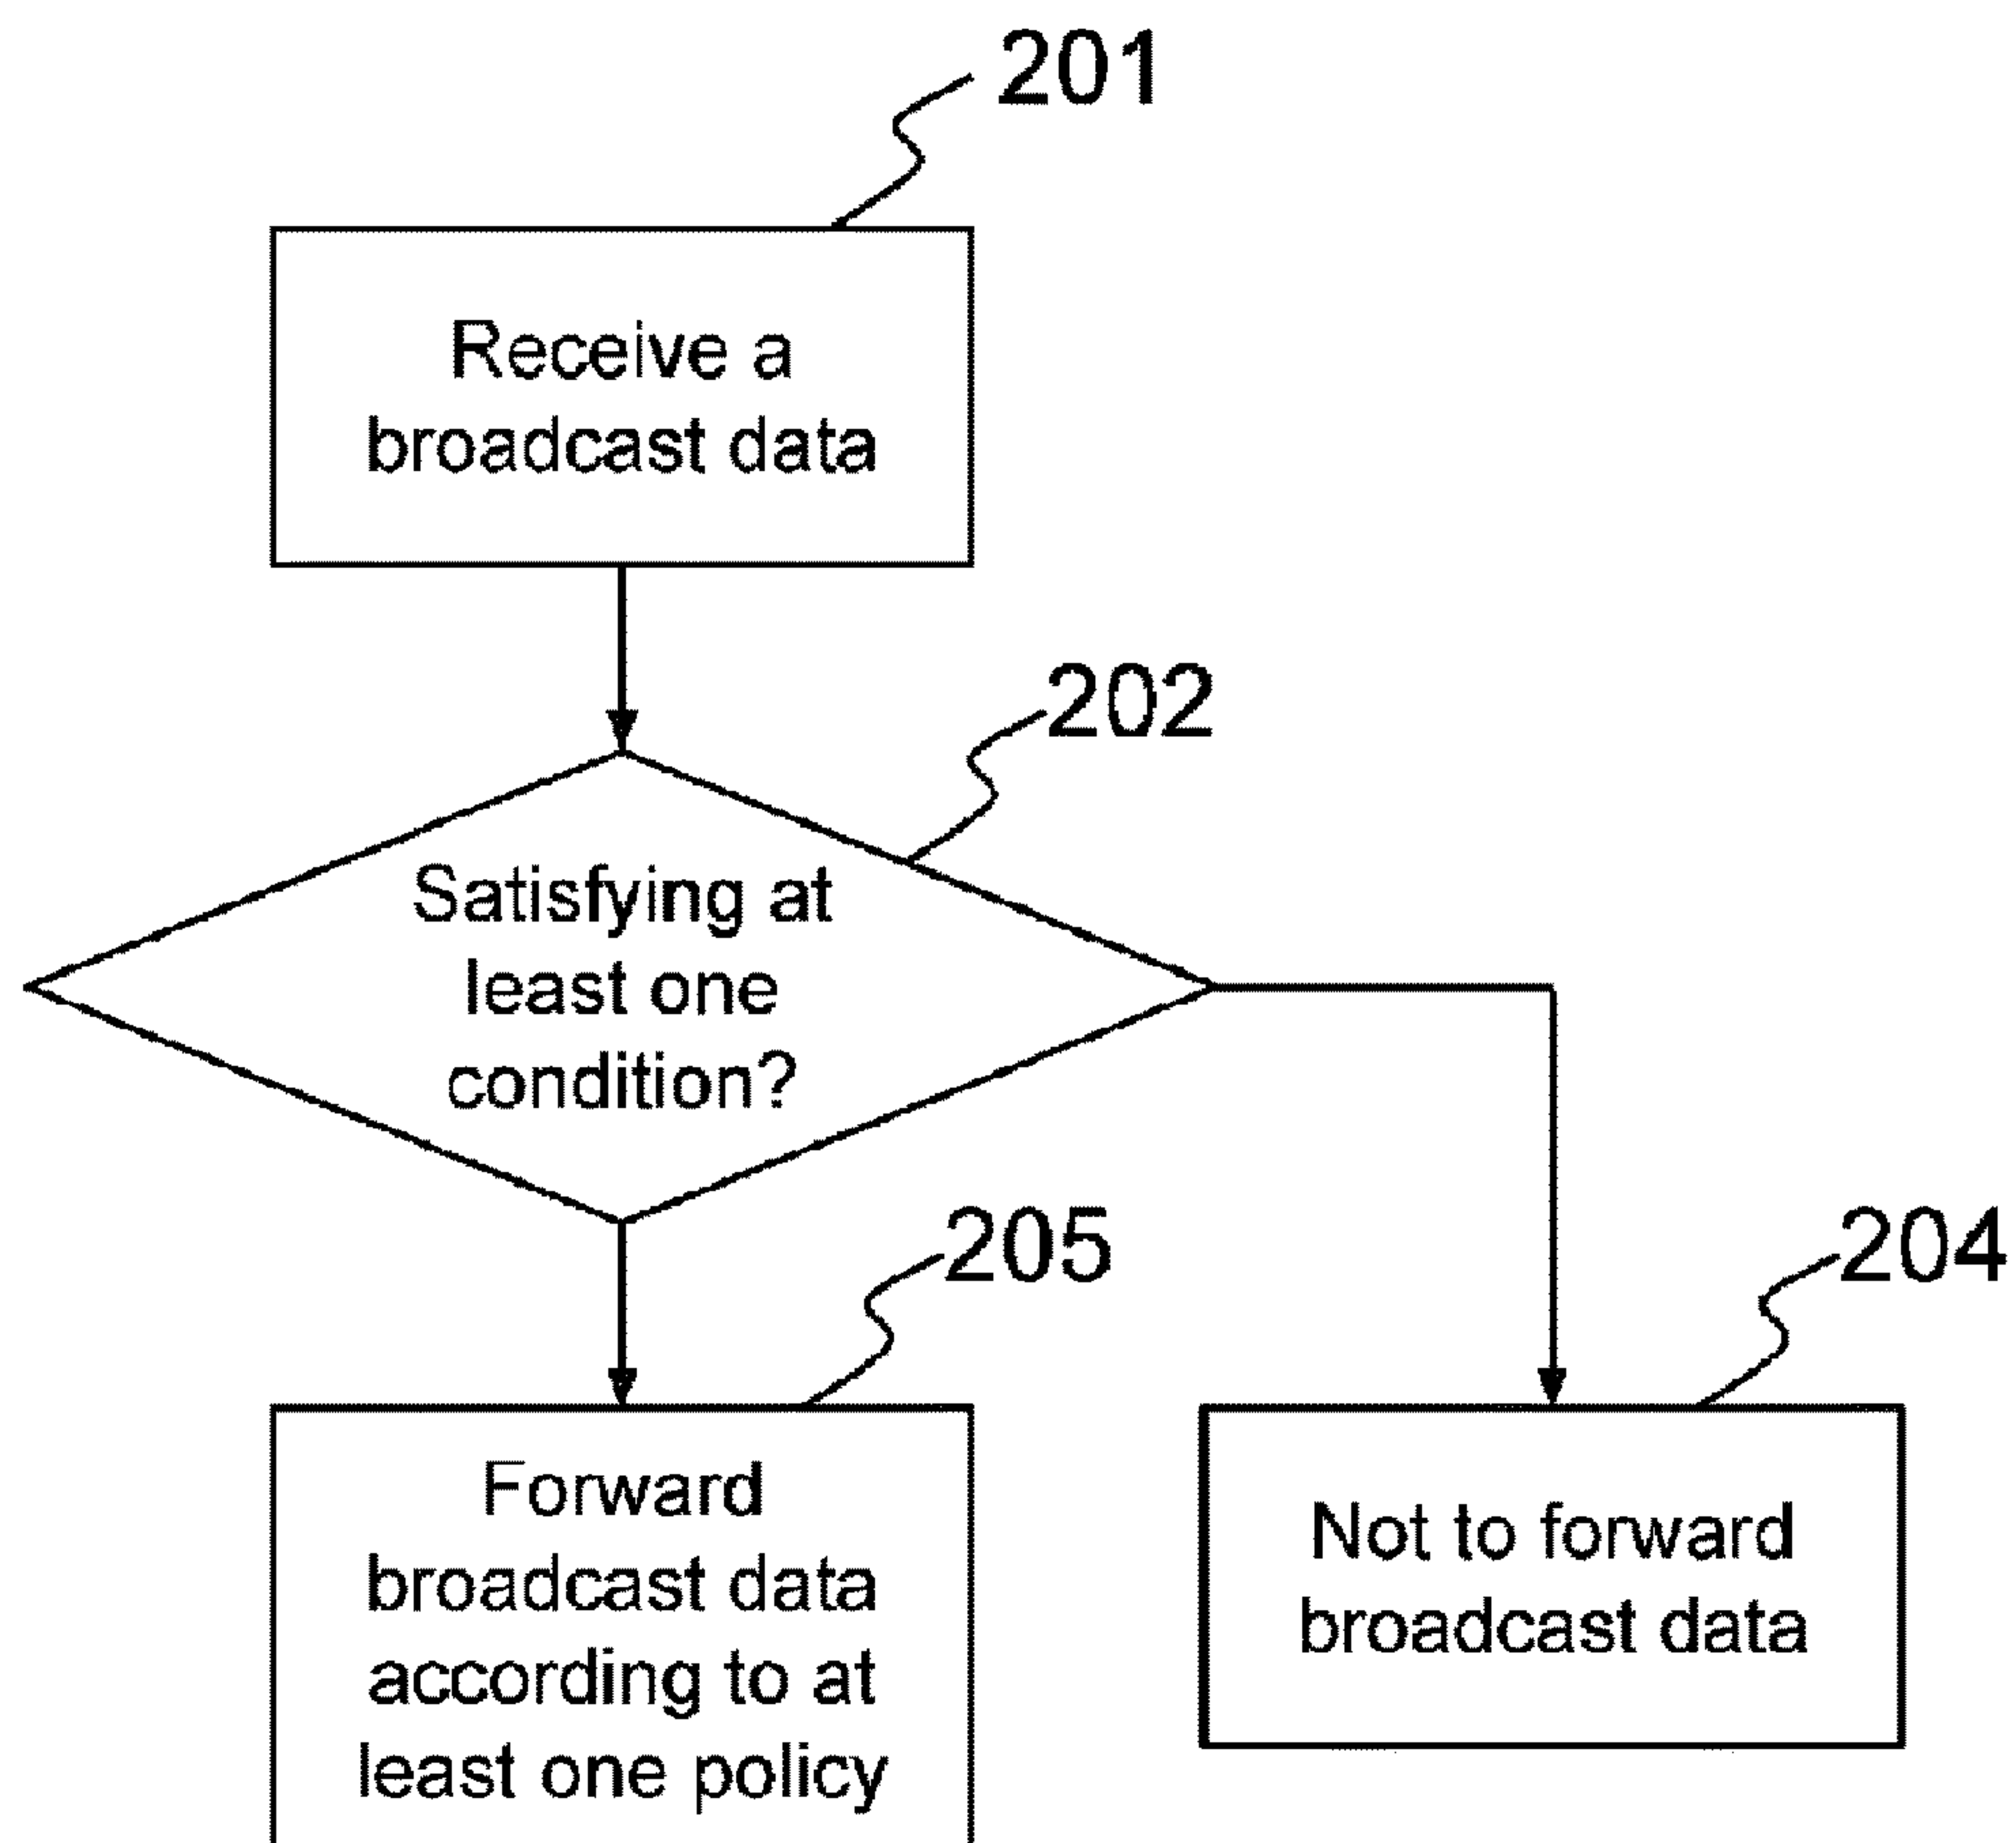 201
Receive a
broadcast data
202
Satisfying at
least one
condition?
205
204
Forward
broadcast data
according to at
least one policy
Not to forward
broadcast data